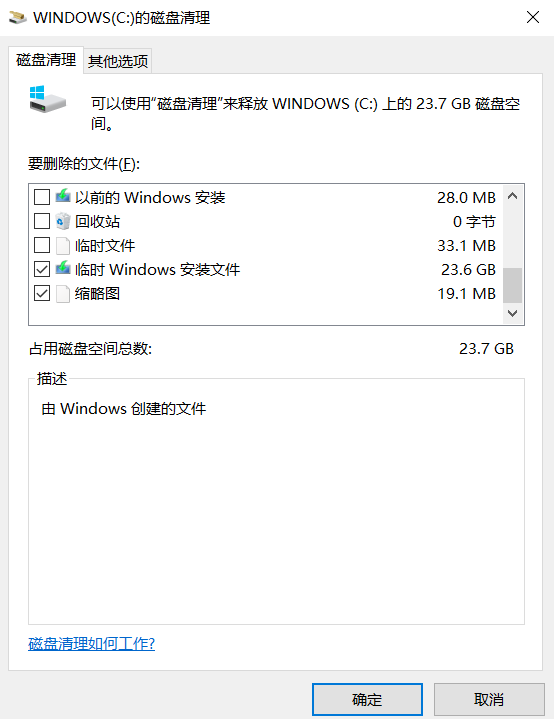 WINDOWS(C:)的磁盘清理
磁盘清理 其他选项
可以使用“磁盘清理”来释放 WINDOWS (C:) 上的 23.7 GB 磁盘空
间。
要删除的文件(F):
以前的 Windows 安装 28.0 MB
回收站 0 字节
临时文件 33.1 MB
临时 Windows 安装文件 23.6 GB
缩略图 19.1 MB
占用磁盘空间总数: 23.7 GB
描述
由 Windows 创建的文件
磁盘清理如何工作?
确定 取消